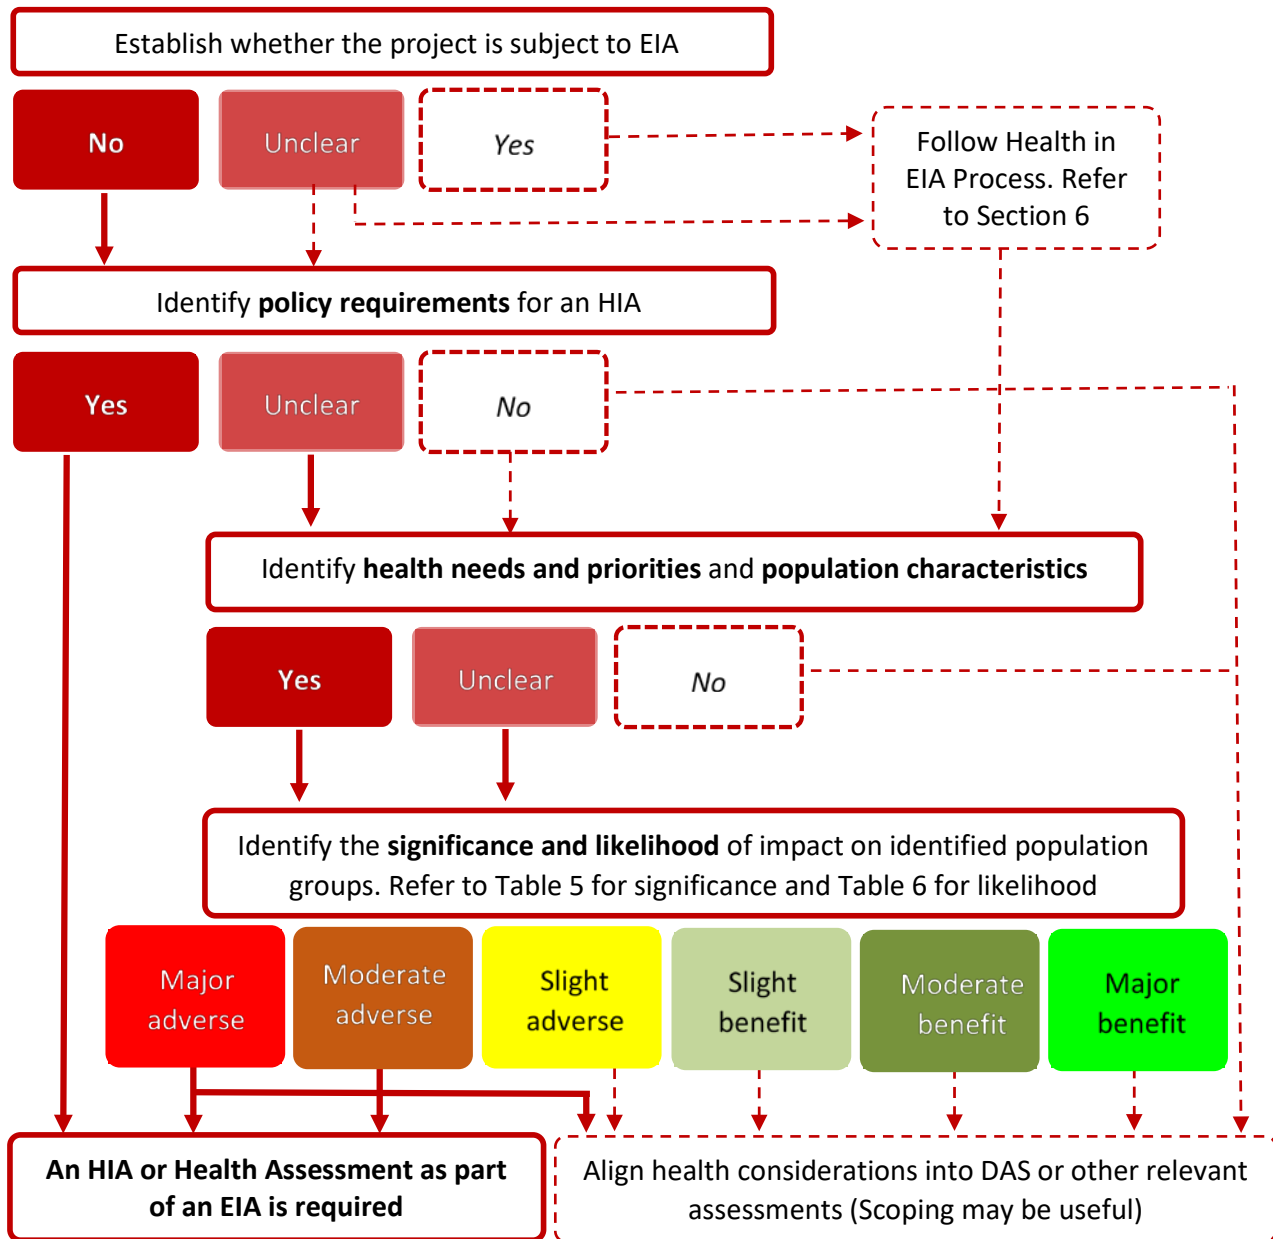 Establish whether the project is subject to EIA
No
Unclear
Yes
Follow Health in
EIA Process. Refer
to Section 6
Identify policy requirements for an HIA
Yes
Unclear
No
Identify health needs and priorities and population characteristics
Yes
Unclear
No
Identify the significance and likelihood of impact on identified population
groups. Refer to Table 5 for significance and Table 6 for likelihood
Major
adverse
Moderate
adverse
Slight
adverse
Slight
benefit
Moderate
benefit
Major
benefit
An HIA or Health Assessment as part
of an EIA is required
Align health considerations into DAS or other relevant
assessments (Scoping may be useful)